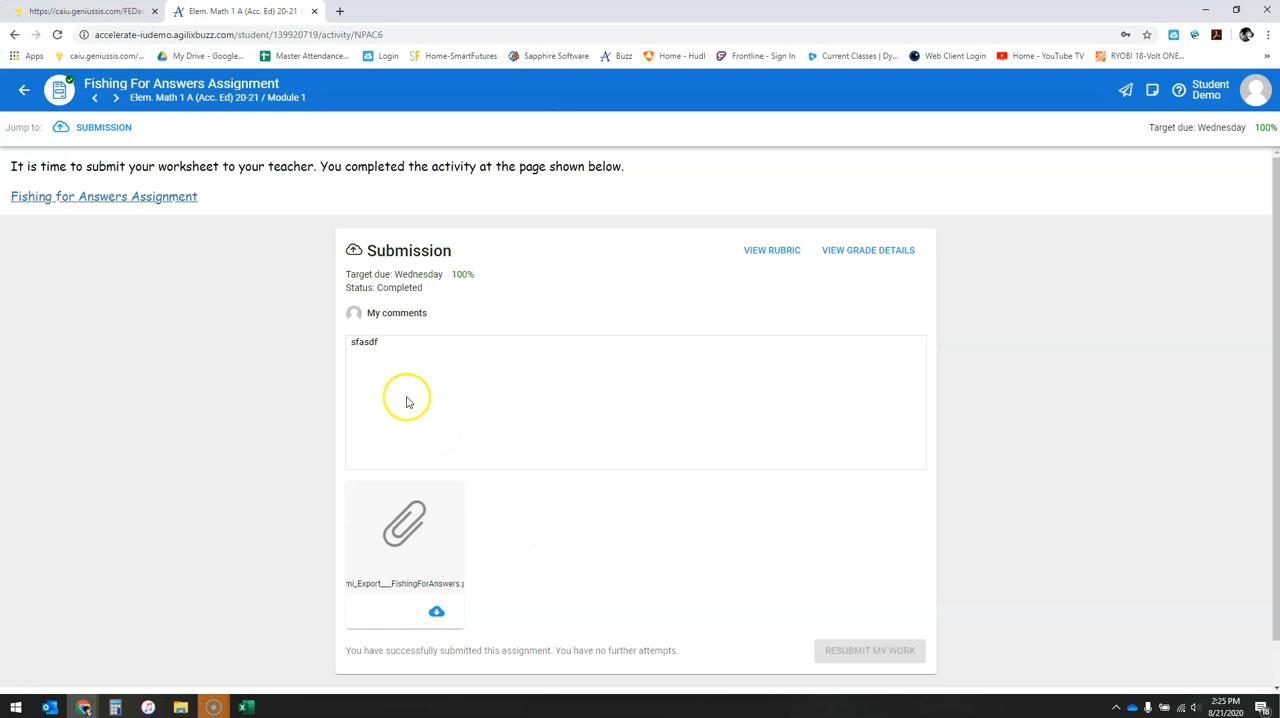 https://caiu.geniussis.com/FEDas
Elem. Math 1 A (Acc. Ed) 20-21 -
accelerate-iudemo.agilixbuzz.com/student/139920719/activity/NPAC6
Apps caiu.geniussis.com/... My Drive - Google... Master Attendance... Login Home-SmartFutures Sapphire Software Buzz Home - Hudl Frontline - Sign In Current Classes (Dy... Web Client Login Home - YouTube TV RYOBI 18-Volt ONE... »
Fishing For Answers Assignment
Elem. Math 1 A (Acc. Ed) 20-21 / Module 1
Student
Demo
Jump to: SUBMISSION Target due: Wednesday 100%
It is time to submit your worksheet to your teacher. You completed the activity at the page shown below.
Fishing for Answers Assignment
Submission VIEW RUBRIC VIEW GRADE DETAILS
Target due: Wednesday 100%
Status: Completed
My comments
sfasdf
mi_Export___FishingForAnswers.p
You have successfully submitted this assignment. You have no further attempts. RESUBMIT MY WORK
2:25 PM
8/21/2020